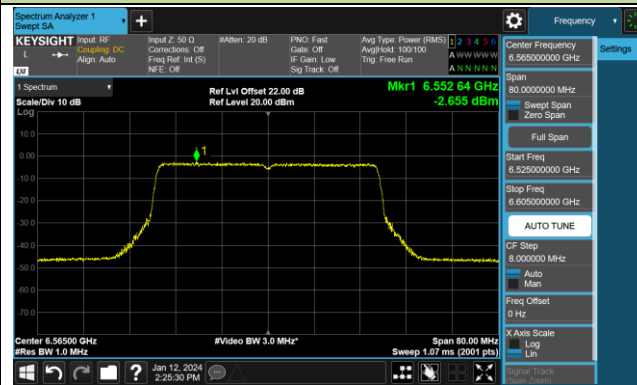 Spectrum Analyzer 1
Swept SA
Frequency
KEYSIGHT
L
LXI
Input: RF
Coupling: DC
Align: Auto
Input Z: 50 Ω
Corrections: Off
Freq Ref: Int (S)
NFE: Off
#Atten: 20 dB
PNO: Fast
Gate: Off
IF Gain: Low
Sig Track: Off
Avg Type: Power (RMS)
Avg|Hold: 100/100
Trig: Free Run
1 2 3 4 5 6
A W W W W W
A N N N N N
1 Spectrum
Scale/Div 10 dB
Log
Ref Lvl Offset 22.00 dB
Ref Level 20.00 dBm
Mkr1 6.552 64 GHz
-2.655 dBm
10.0
0.00
-10.0
-20.0
-30.0
-40.0
-50.0
-60.0
-70.0
1
Center 6.56500 GHz
#Res BW 1.0 MHz
#Video BW 3.0 MHz*
Span 80.00 MHz
Sweep 1.07 ms (2001 pts)
Center Frequency
6.565000000 GHz
Settings
Span
80.0000000 MHz
Swept Span
Zero Span
Full Span
Start Freq
6.525000000 GHz
Stop Freq
6.605000000 GHz
AUTO TUNE
CF Step
8.000000 MHz
Auto
Man
Freq Offset
0 Hz
X Axis Scale
Log
Lin
Signal Track
(Span Zoom)
Jan 12, 2024
2:25:30 PM